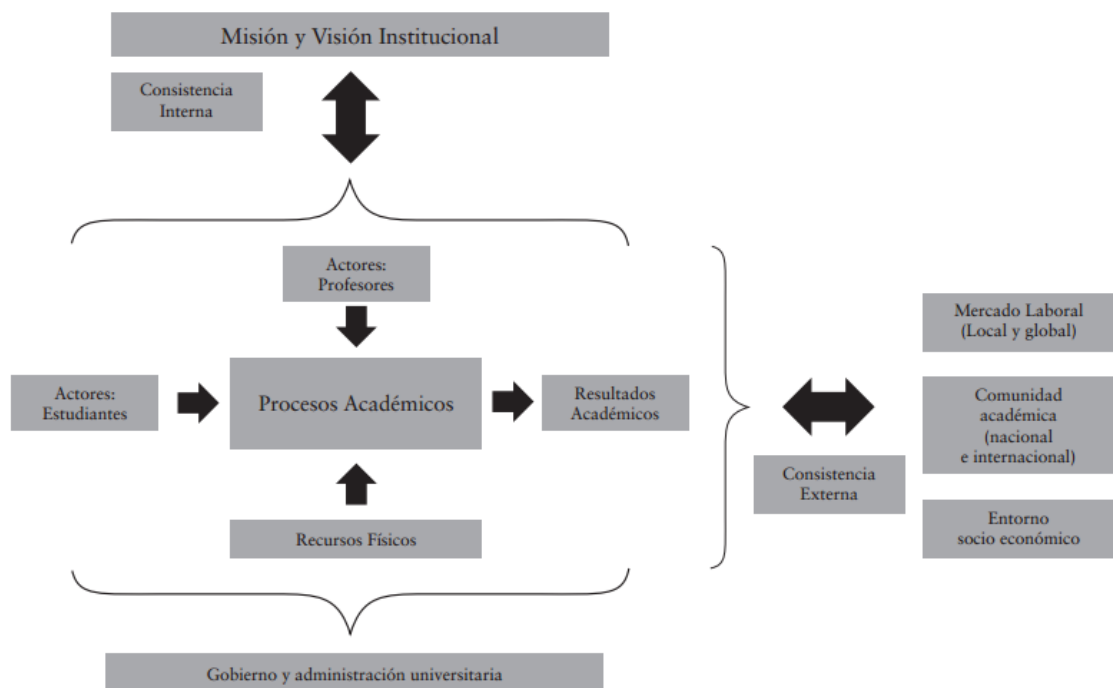 Misión y Visión Institucional
Consistencia
Interna
Actores:
Profesores
Actores:
Estudiantes
Procesos Académicos
Resultados
Académicos
Recursos Físicos
Gobierno y administración universitaria
Consistencia
Externa
Mercado Laboral
(Local y global)
Comunidad
académica
(nacional
e internacional)
Entorno
socio económico